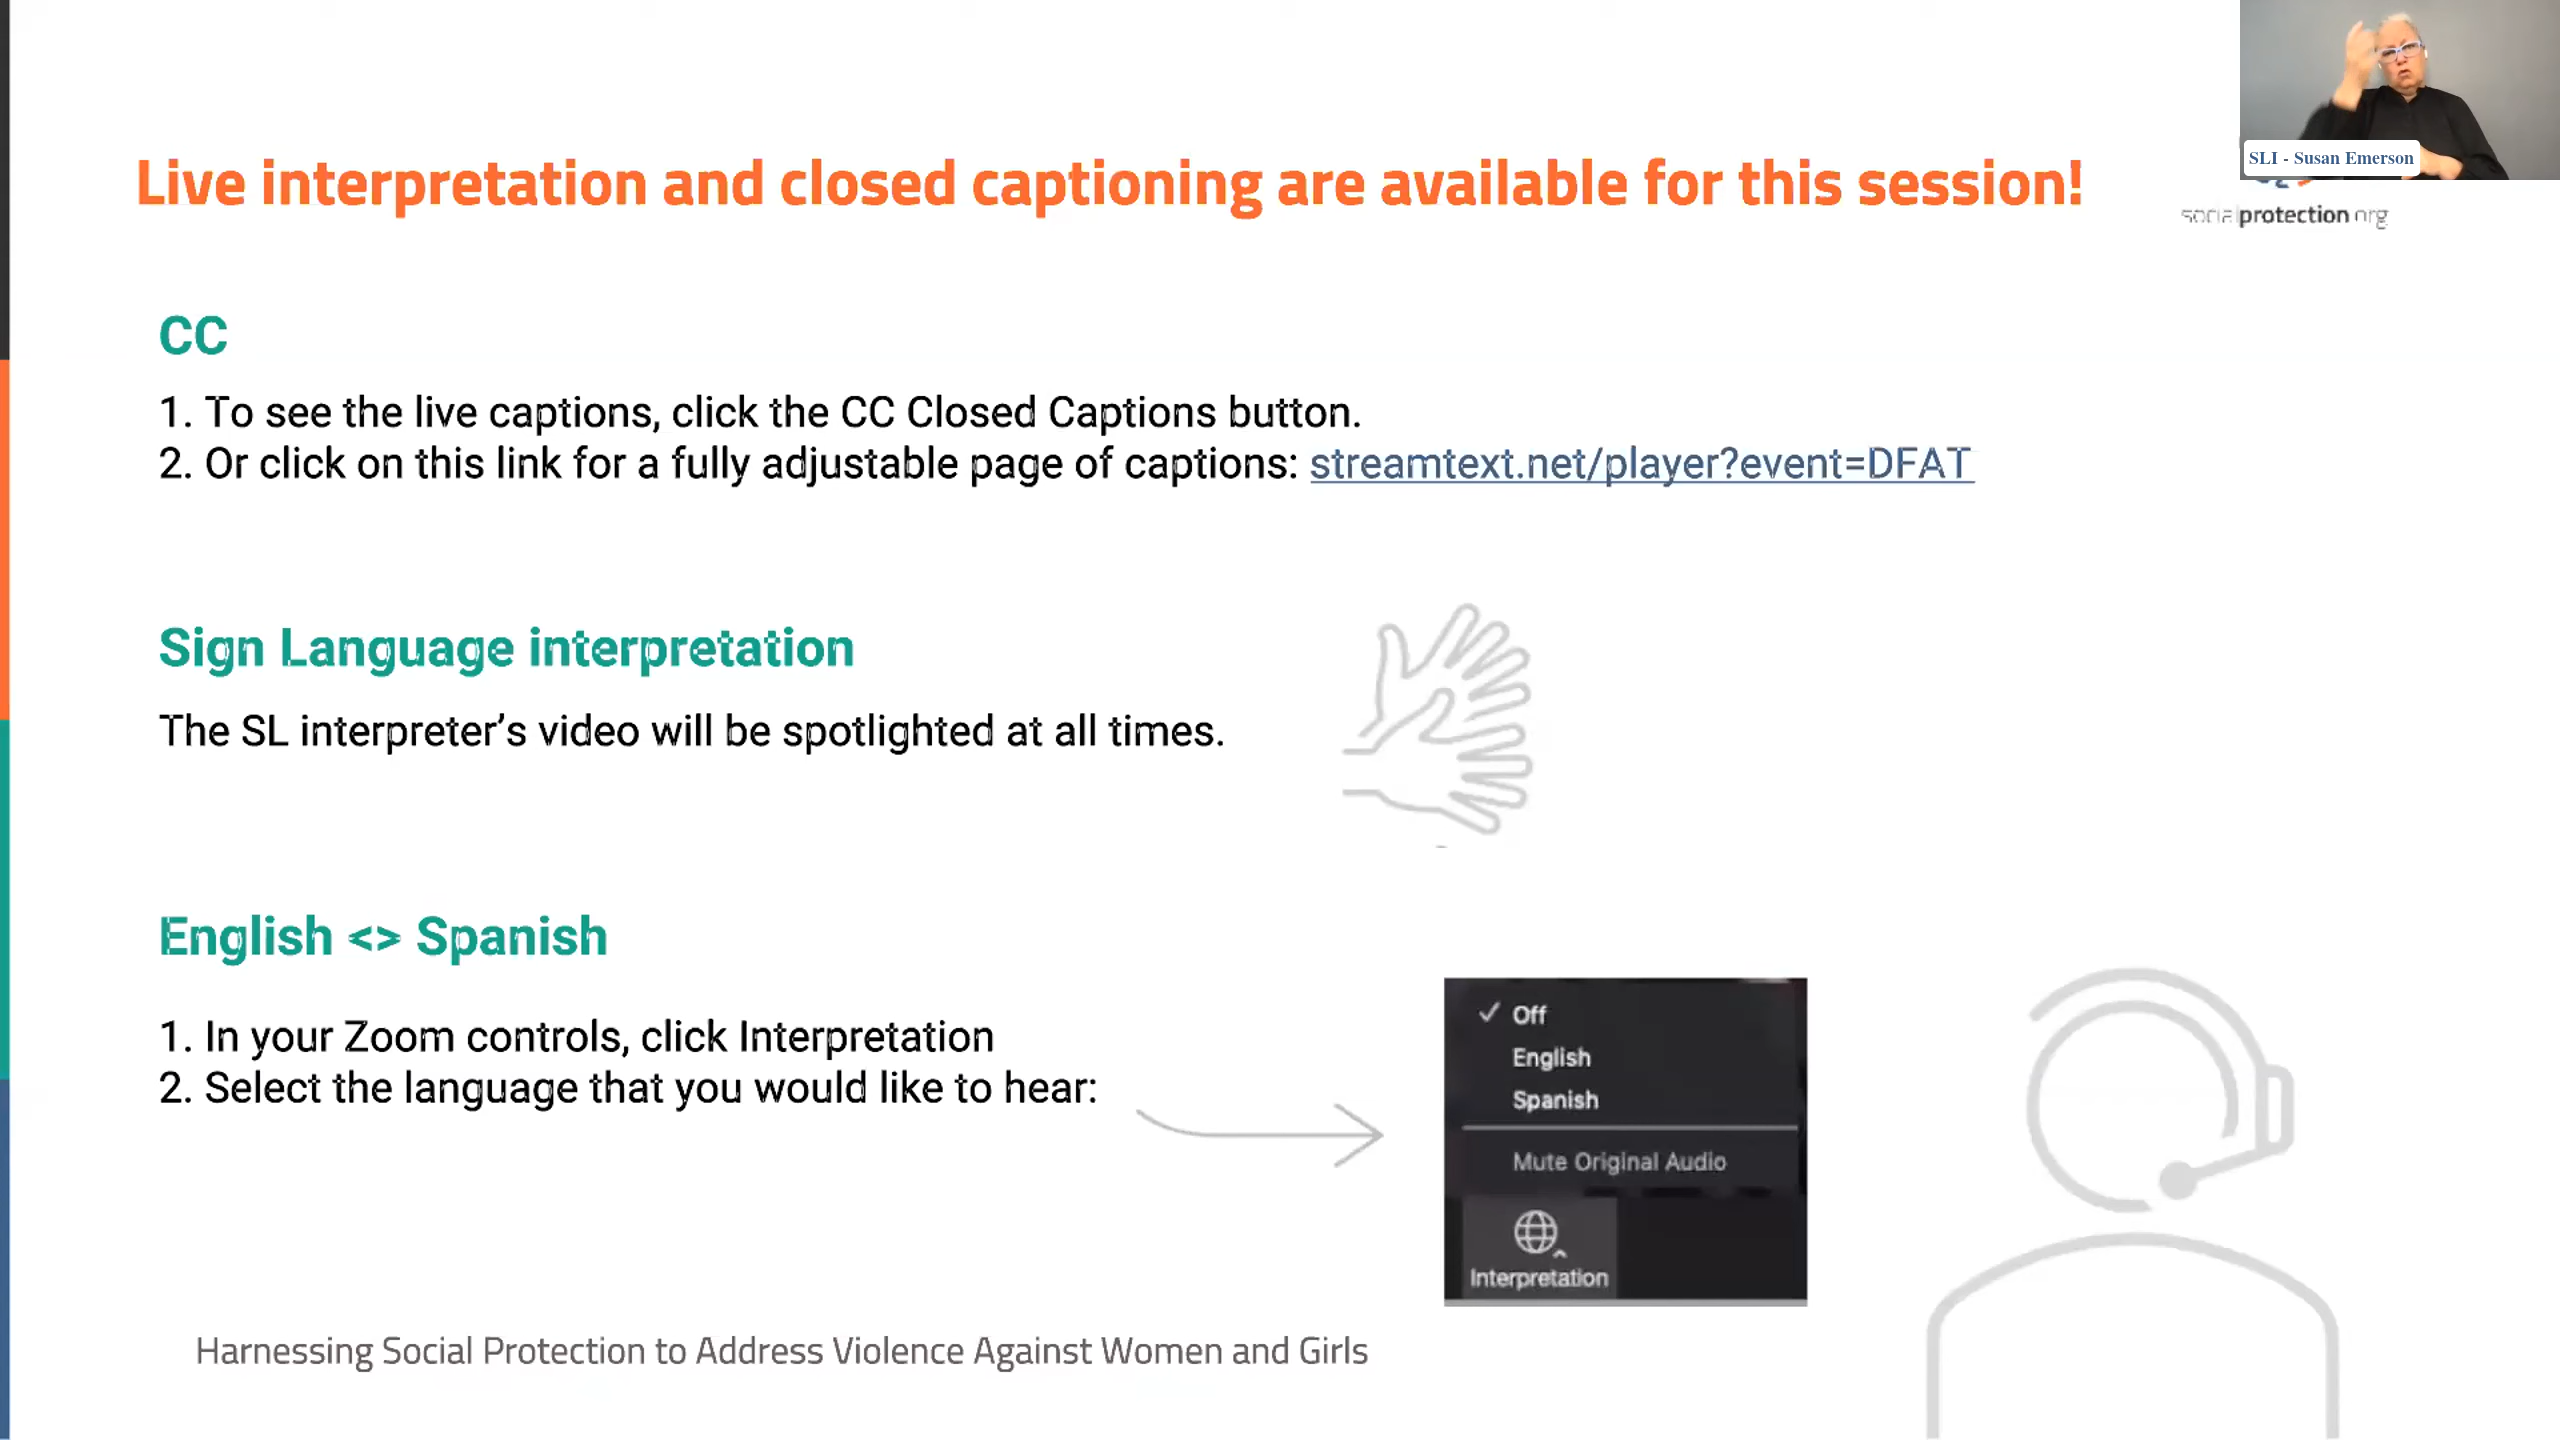 Live interpretation and closed captioning are available for this session!
SLI - Susan Emerson
socialprotection.org
CC
1. To see the live captions, click the CC Closed Captions button.
2. Or click on this link for a fully adjustable page of captions: streamtext.net/player?event=DFAT
Sign Language interpretation
The SL interpreter’s video will be spotlighted at all times.
English <> Spanish
1. In your Zoom controls, click Interpretation
2. Select the language that you would like to hear:
Off
English
Spanish
Mute Original Audio
Interpretation
Harnessing Social Protection to Address Violence Against Women and Girls